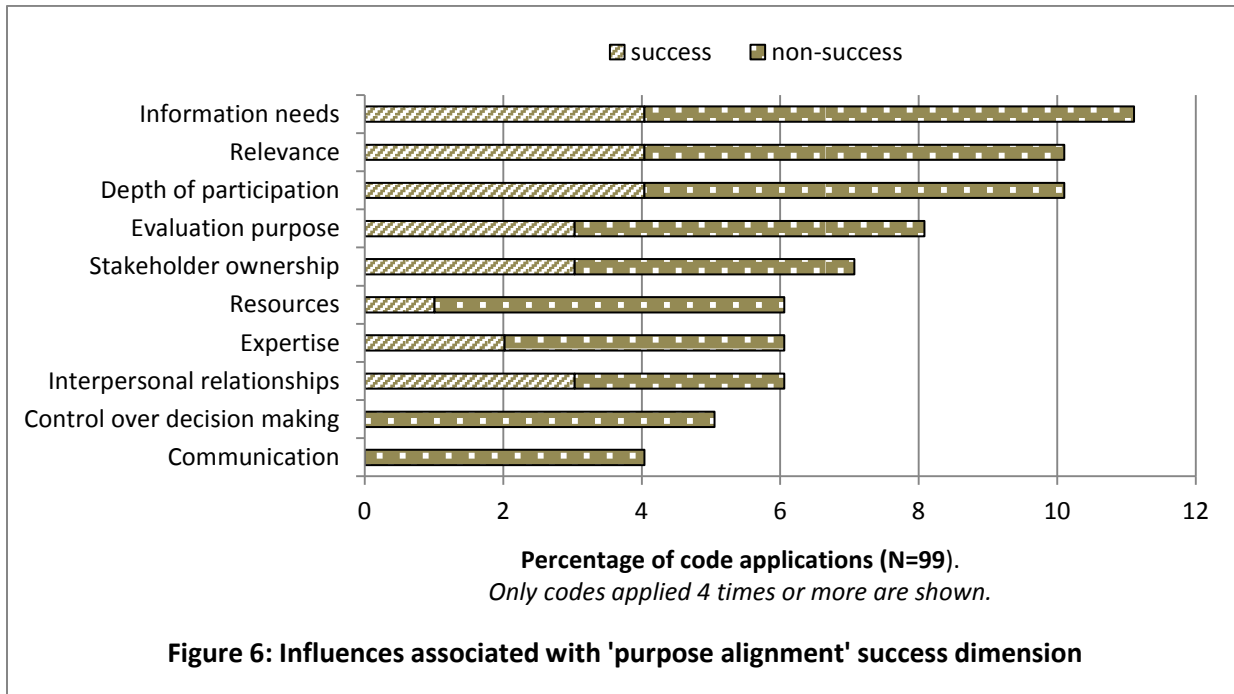 success non-success
Information needs
Relevance
Depth of participation
Evaluation purpose
Stakeholder ownership
Resources
Expertise
Interpersonal relationships
Control over decision making
Communication
0 2 4 6 8 10 12
Percentage of code applications (N=99).
Only codes applied 4 times or more are shown.
Figure 6: Influences associated with 'purpose alignment' success dimension